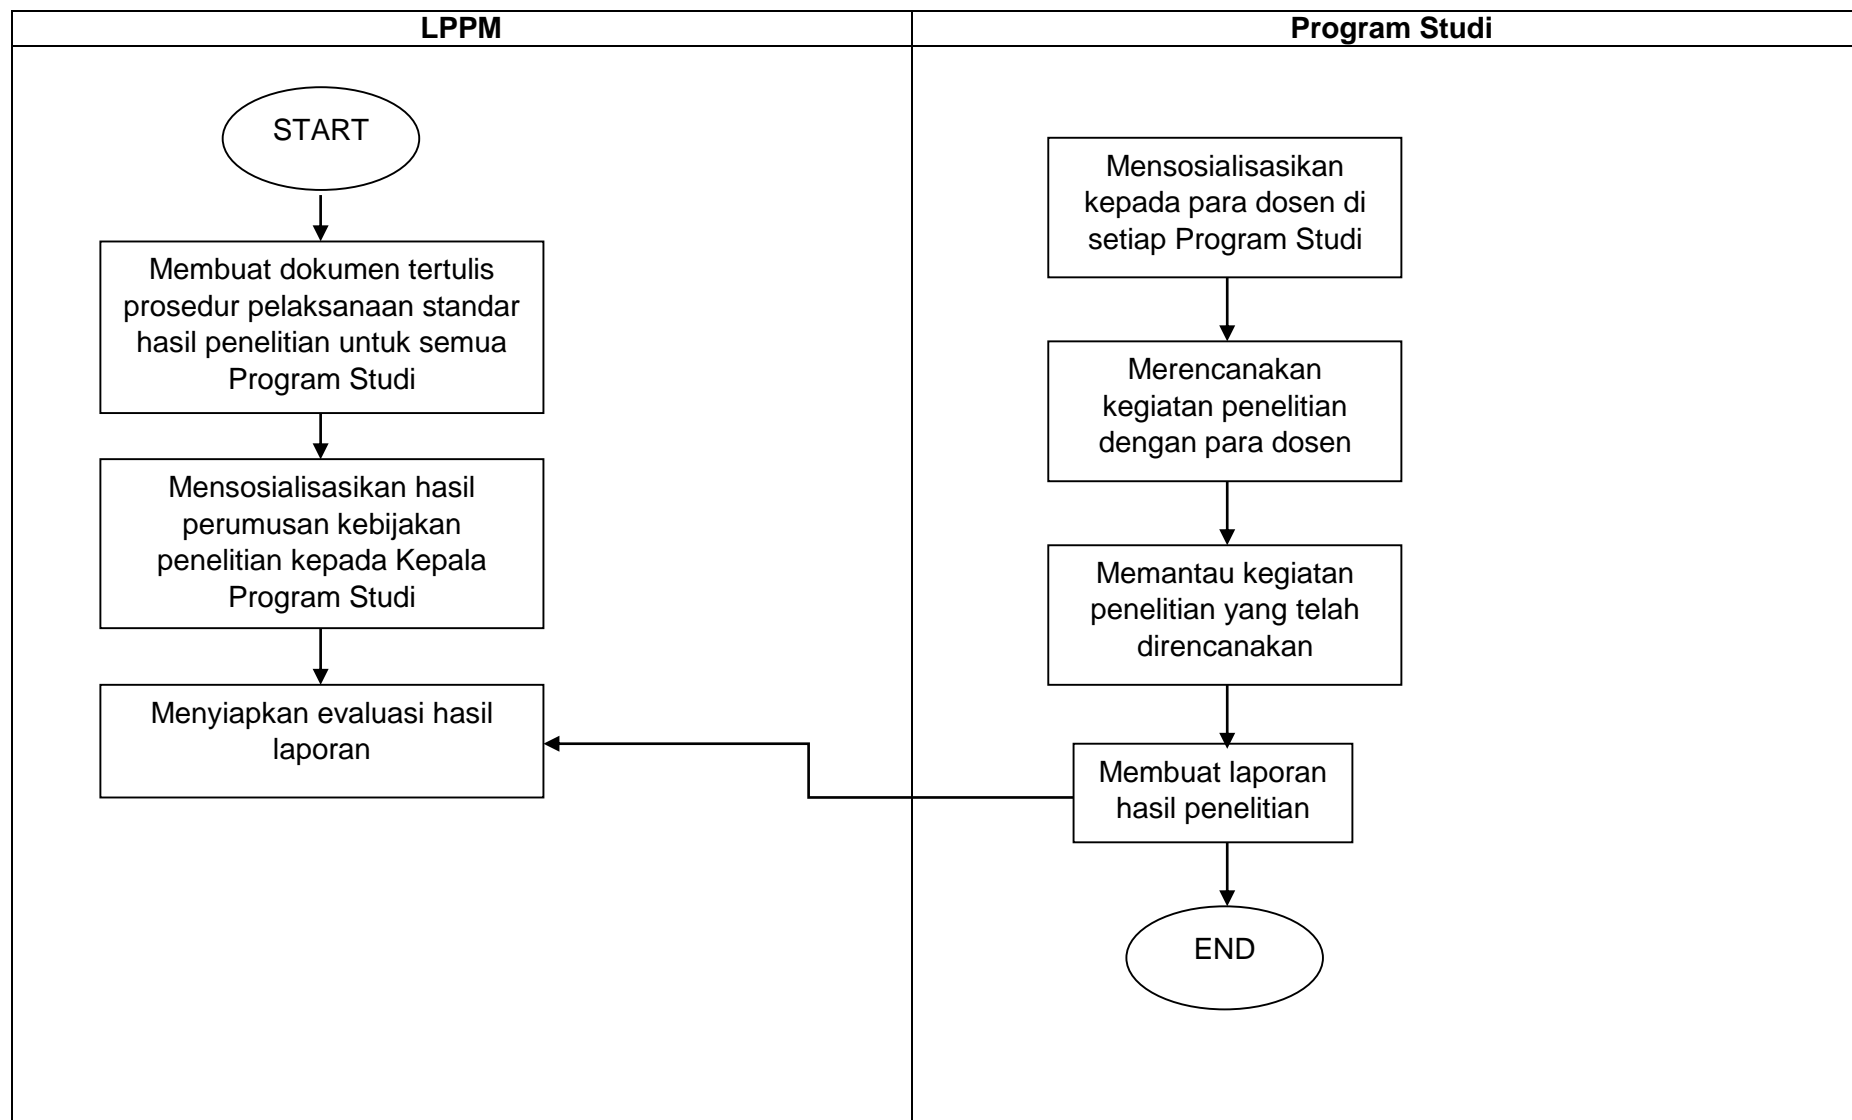 LPPM
Program Studi
START
Membuat dokumen tertulis
prosedur pelaksanaan standar
hasil penelitian untuk semua
Program Studi
Mensosialisasikan hasil
perumusan kebijakan
penelitian kepada Kepala
Program Studi
Menyiapkan evaluasi hasil
laporan
Mensosialisasikan
kepada para dosen di
setiap Program Studi
Merencanakan
kegiatan penelitian
dengan para dosen
Memantau kegiatan
penelitian yang telah
direncanakan
Membuat laporan
hasil penelitian
END